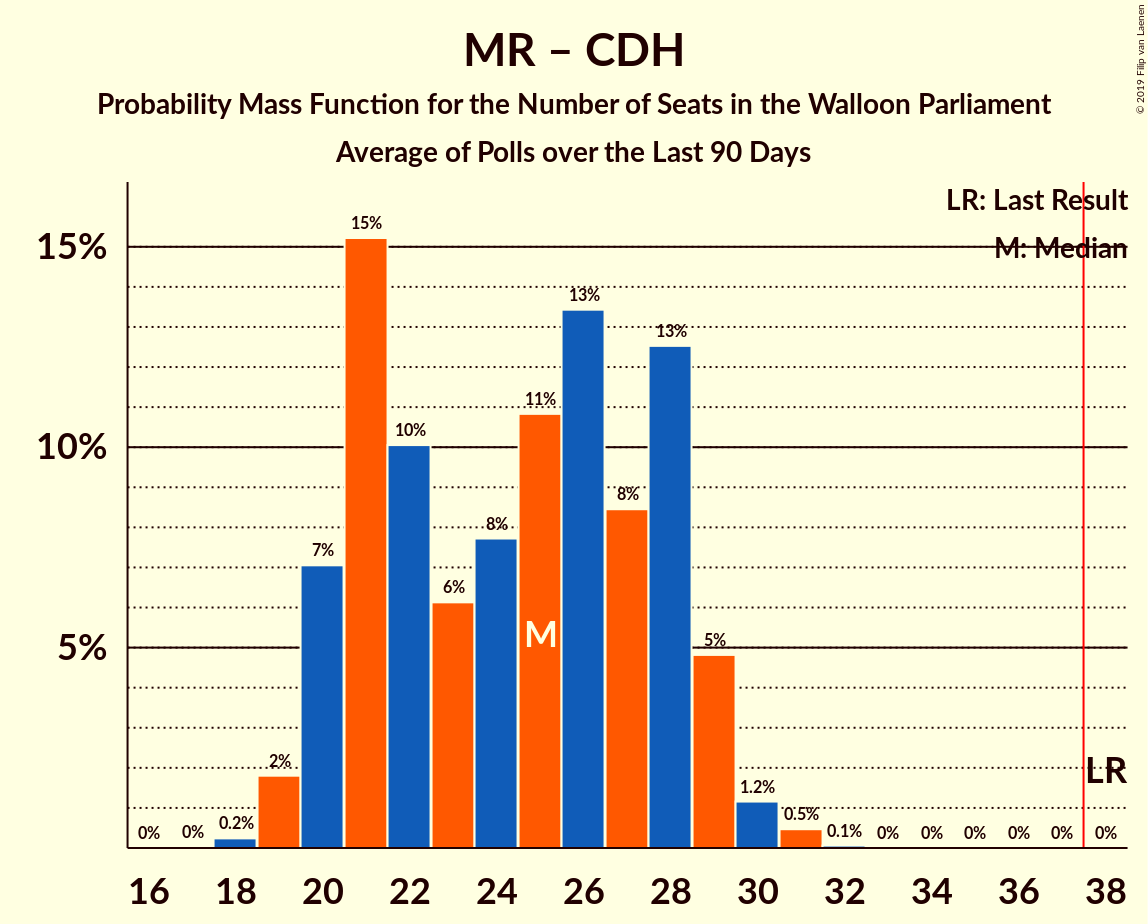 MR – CDH
Probability Mass Function for the Number of Seats in the Walloon Parliament
Average of Polls over the Last 90 Days
© 2019 Filip van Laenen
LR: Last Result
M: Median
15%
10%
5%
0% 0% 0.2% 2% 7% 15% 10% 6% 8% 11% 13% 8% 13% 5% 1.2% 0.5% 0.1% 0% 0% 0% 0% 0% 0%
M
LR
16 18 20 22 24 26 28 30 32 34 36 38